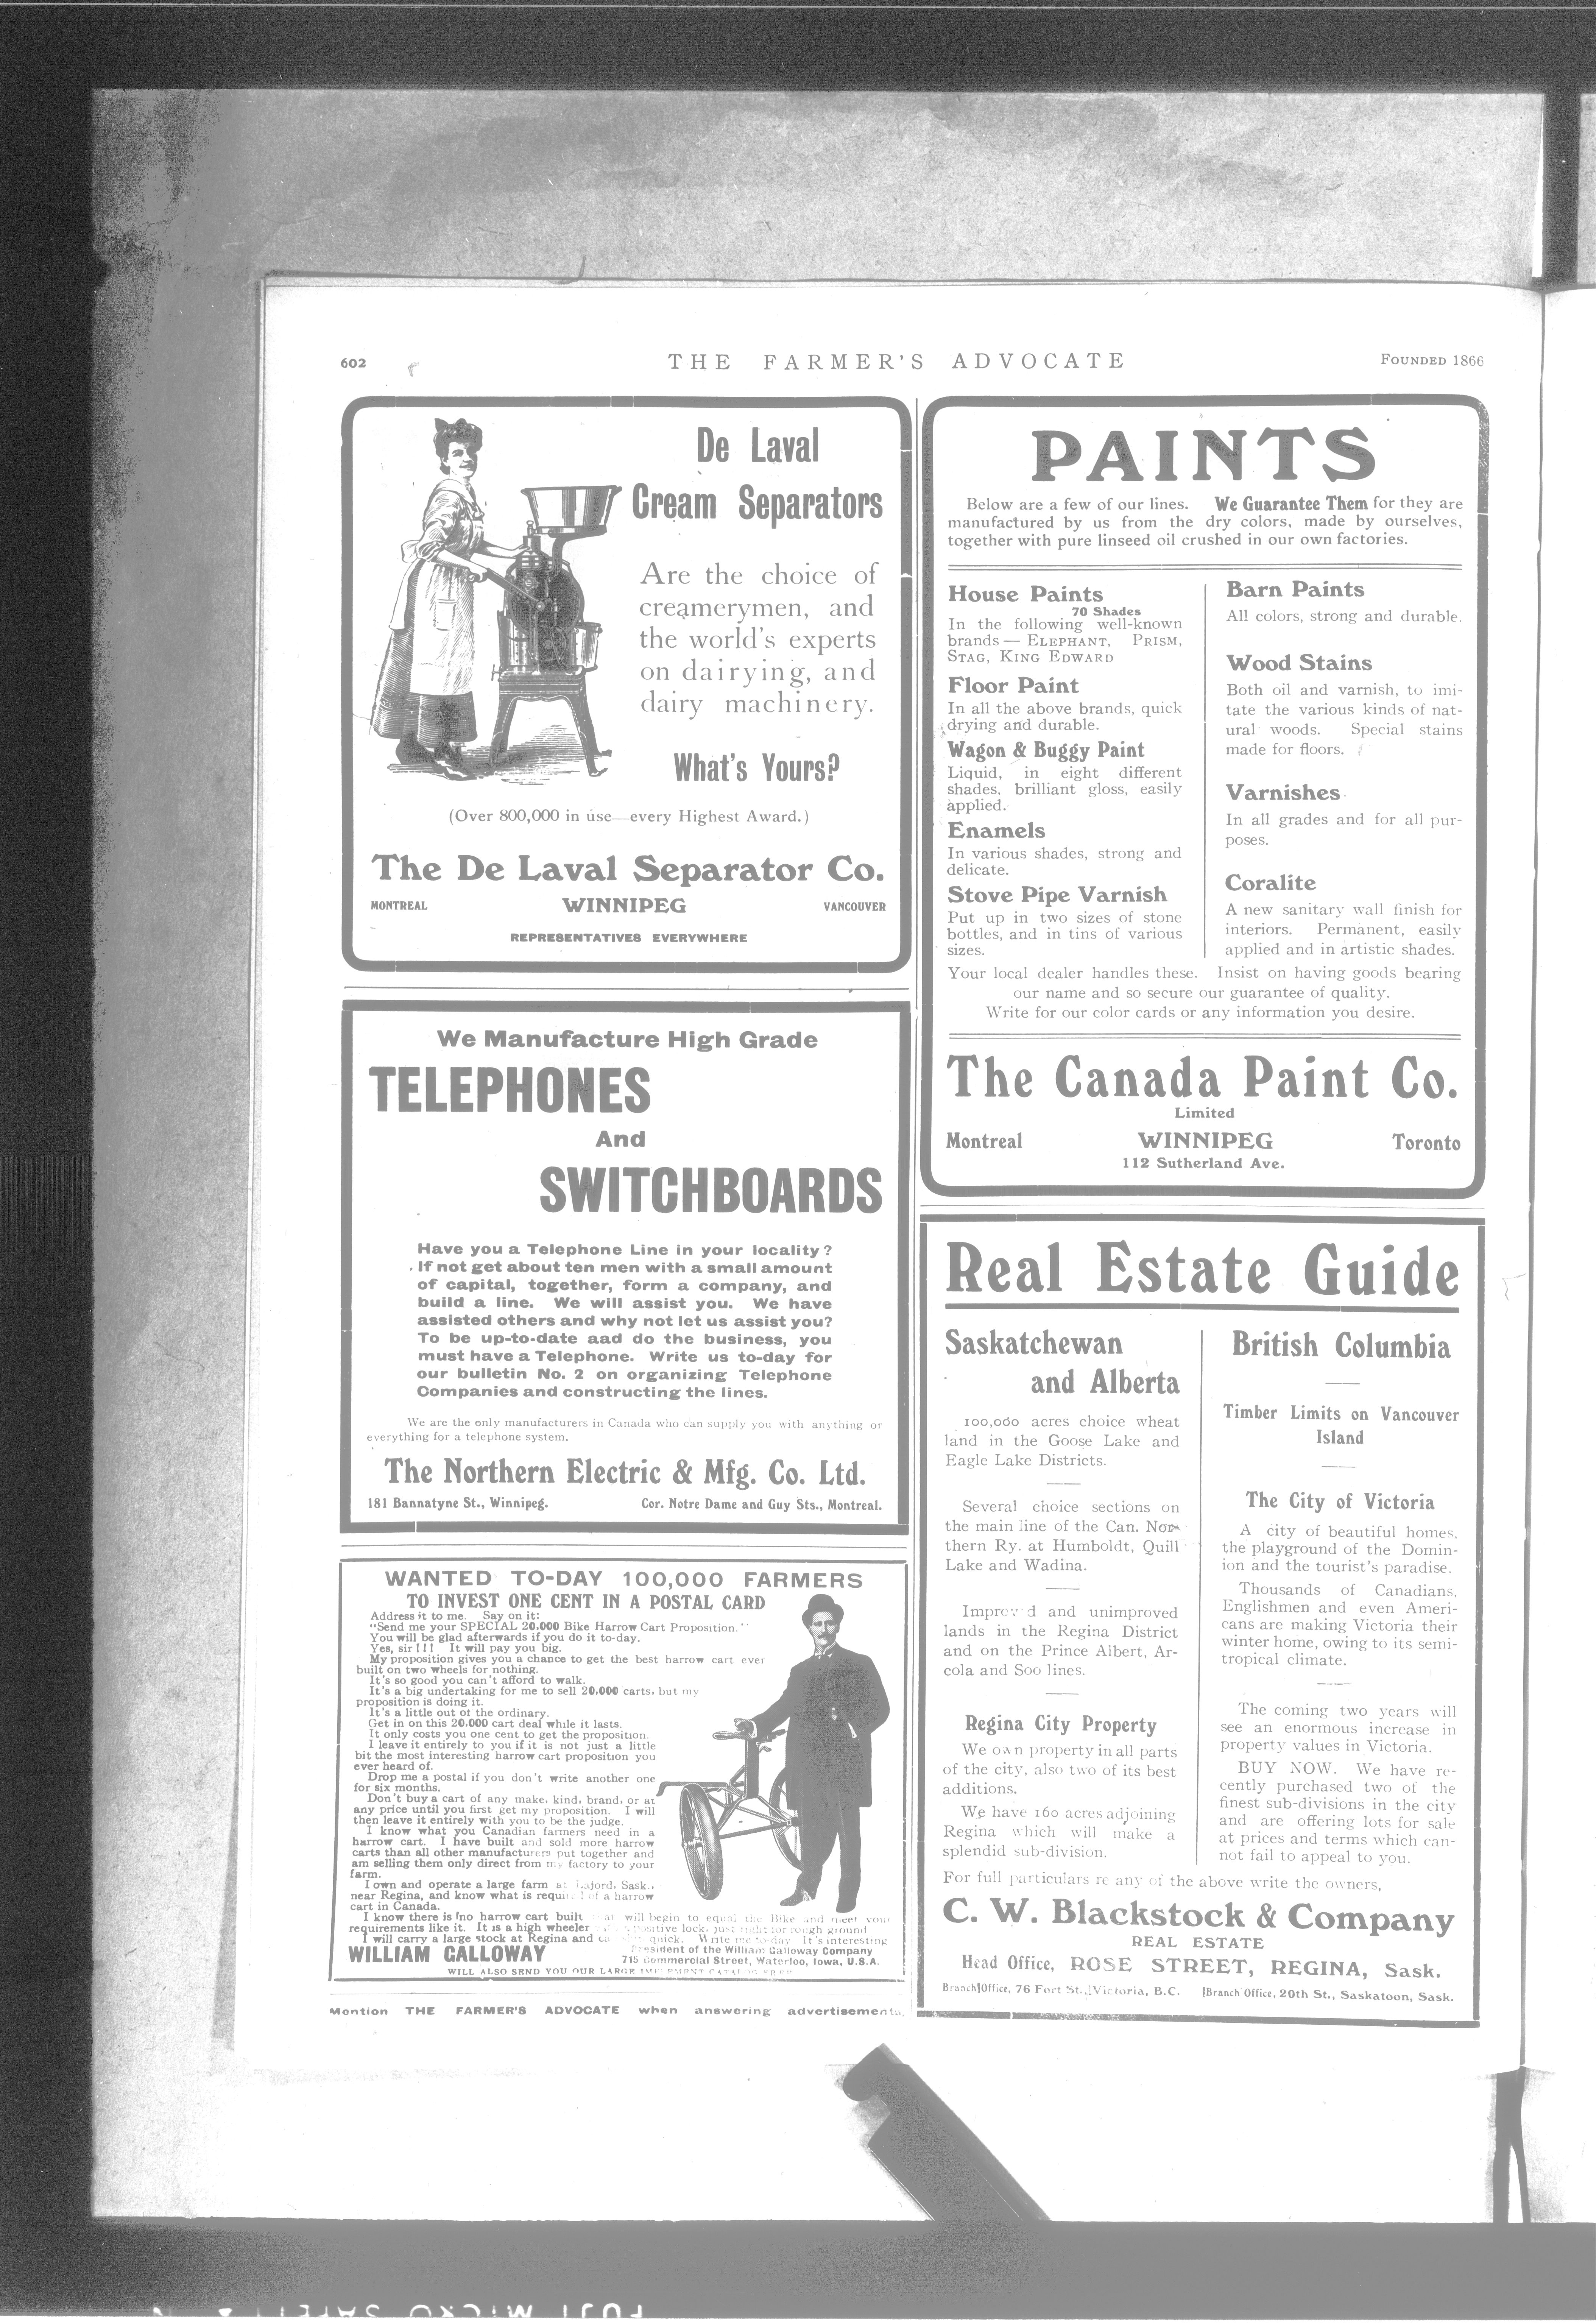 602
THE FARMER'S ADVOCATE
FOUNDED 1866
De Laval
Cream Separators
Are the choice of
creamerymen, and
the world's experts
on dairying, and
dairy machinery.
What's Yours?
(Over 800,000 in use—every Highest Award.)
The De Laval Separator Co.
MONTREAL WINNIPEG VANCOUVER
REPRESENTATIVES EVERYWHERE
We Manufacture High Grade
TELEPHONES
And
SWITCHBOARDS
Have you a Telephone Line in your locality?
If not get about ten men with a small amount
of capital, together, form a company, and
build a line. We will assist you. We have
assisted others and why not let us assist you?
To be up-to-date aad do the business, you
must have a Telephone. Write us to-day for
our bulletin No. 2 on organizing Telephone
Companies and constructing the lines.
We are the only manufacturers in Canada who can supply you with anything or
everything for a telephone system.
The Northern Electric & Mfg. Co. Ltd.
181 Bannatyne St., Winnipeg. Cor. Notre Dame and Guy Sts., Montreal.
WANTED TO-DAY 100,000 FARMERS
TO INVEST ONE CENT IN A POSTAL CARD
Address it to me. Say on it:
"Send me your SPECIAL 20,000 Bike Harrow Cart Proposition."
You will be glad afterwards if you do it to-day.
Yes, sir!!! It will pay you big.
My proposition gives you a chance to get the best harrow cart ever
built on two wheels for nothing.
It's so good you can't afford to walk.
It's a big undertaking for me to sell 20,000 carts, but my
proposition is doing it.
It's a little out of the ordinary.
Get in on this 20,000 cart deal while it lasts.
It only costs you one cent to get the proposition.
I leave it entirely to you if it is not just a little
bit the most interesting harrow cart proposition you
ever heard of.
Drop me a postal if you don't write another one
for six months.
Don't buy a cart of any make, kind, brand, or at
any price until you first get my proposition. I will
then leave it entirely with you to be the judge.
I know what you Canadian farmers need in a
harrow cart. I have built and sold more harrow
carts than all other manufacturers put together and
am selling them only direct from my factory to your
farm.
I own and operate a large farm at Lajord, Sask.,
near Regina, and know what is required of a harrow
cart in Canada.
I know there is no harrow cart built that will begin to equal the Bike and meet your
requirements like it. It is a high wheeler positive lock, just right for rough ground
I will carry a large stock at Regina and quick. Write me to-day. It's interesting
WILLIAM GALLOWAY President of the William Galloway Company
715 Commercial Street, Waterloo, Iowa, U.S.A.
WILL ALSO SEND YOU OUR LARGE IMPLEMENT CATALOG FREE
Mention THE FARMER'S ADVOCATE when answering advertisements.
PAINTS
Below are a few of our lines. We Guarantee Them for they are
manufactured by us from the dry colors, made by ourselves,
together with pure linseed oil crushed in our own factories.
House Paints
70 Shades
In the following well-known
brands—ELEPHANT, PRISM,
STAG, KING EDWARD
Floor Paint
In all the above brands, quick
drying and durable.
Wagon & Buggy Paint
Liquid, in eight different
shades, brilliant gloss, easily
applied.
Enamels
In various shades, strong and
delicate.
Stove Pipe Varnish
Put up in two sizes of stone
bottles, and in tins of various
sizes.
Barn Paints
All colors, strong and durable.
Wood Stains
Both oil and varnish, to imi-
tate the various kinds of nat-
ural woods. Special stains
made for floors.
Varnishes
In all grades and for all pur-
poses.
Coralite
A new sanitary wall finish for
interiors. Permanent, easily
applied and in artistic shades.
Your local dealer handles these. Insist on having goods bearing
our name and so secure our guarantee of quality.
Write for our color cards or any information you desire.
The Canada Paint Co.
Limited
Montreal WINNIPEG Toronto
112 Sutherland Ave.
Real Estate Guide
Saskatchewan
and Alberta
100,000 acres choice wheat
land in the Goose Lake and
Eagle Lake Districts.
Several choice sections on
the main line of the Can. Nor-
thern Ry. at Humboldt, Quill
Lake and Wadina.
Improved and unimproved
lands in the Regina District
and on the Prince Albert, Ar-
cola and Soo lines.
Regina City Property
We own property in all parts
of the city, also two of its best
additions.
We have 160 acres adjoining
Regina which will make a
splendid sub-division.
British Columbia
Timber Limits on Vancouver
Island
The City of Victoria
A city of beautiful homes,
the playground of the Domin-
ion and the tourist's paradise.
Thousands of Canadians,
Englishmen and even Ameri-
cans are making Victoria their
winter home, owing to its semi-
tropical climate.
The coming two years will
see an enormous increase in
property values in Victoria.
BUY NOW. We have re-
cently purchased two of the
finest sub-divisions in the city
and are offering lots for sale
at prices and terms which can-
not fail to appeal to you.
For full particulars re any of the above write the owners,
C. W. Blackstock & Company
REAL ESTATE
Head Office, ROSE STREET, REGINA, Sask.
Branch Office, 76 Fort St., Victoria, B.C. Branch Office, 20th St., Saskatoon, Sask.